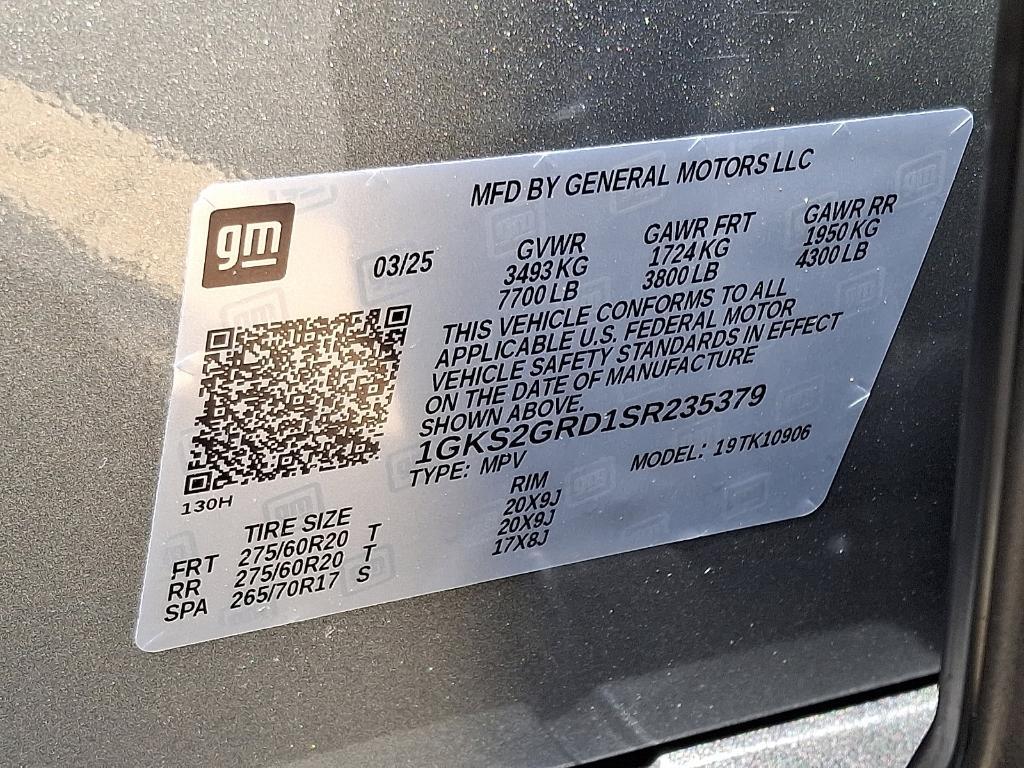 MFD BY GENERAL MOTORS LLC
gm
03/25
GVWR GAWR FRT GAWR RR
3493 KG 1724 KG 1950 KG
7700 LB 3800 LB 4300 LB
THIS VEHICLE CONFORMS TO ALL
APPLICABLE U.S. FEDERAL MOTOR
VEHICLE SAFETY STANDARDS IN EFFECT
ON THE DATE OF MANUFACTURE
SHOWN ABOVE.
1GKS2GRD1SR235379
TYPE: MPV MODEL: 19TK10906
130H
TIRE SIZE RIM
FRT 275/60R20 T 20X9J
RR 275/60R20 T 20X9J
SPA 265/70R17 S 17X8J